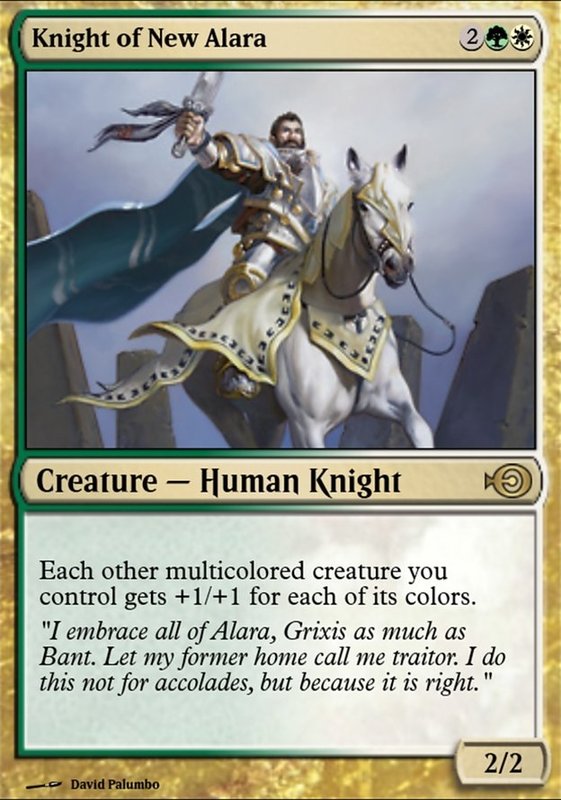 Knight of New Alara 2
Creature — Human Knight
Each other multicolored creature you
control gets +1/+1 for each of its colors.
"I embrace all of Alara, Grixis as much as
Bant. Let my former home call me traitor. I do
this not for accolades, but because it is right."
2/2
David Palumbo